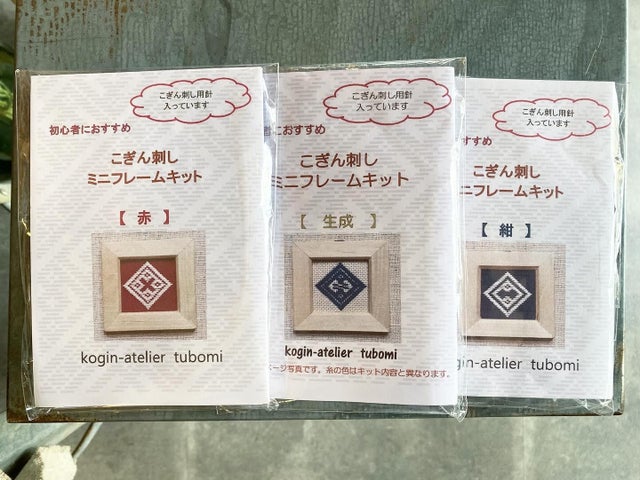 こぎん刺し用針
入っています
初心者におすすめ
こぎん刺し
ミニフレームキット
【 赤 】
kogin-atelier tubomi
こぎん刺し用針
入っています
におすすめ
こぎん刺し
ミニフレームキット
【 生成 】
kogin-atelier tubomi
ージ写真です。糸の色はキット内容と異なります。
こぎん刺し用針
入っています
すすめ
こぎん刺し
ニフレームキット
【 紺 】
gin-atelier tubomi